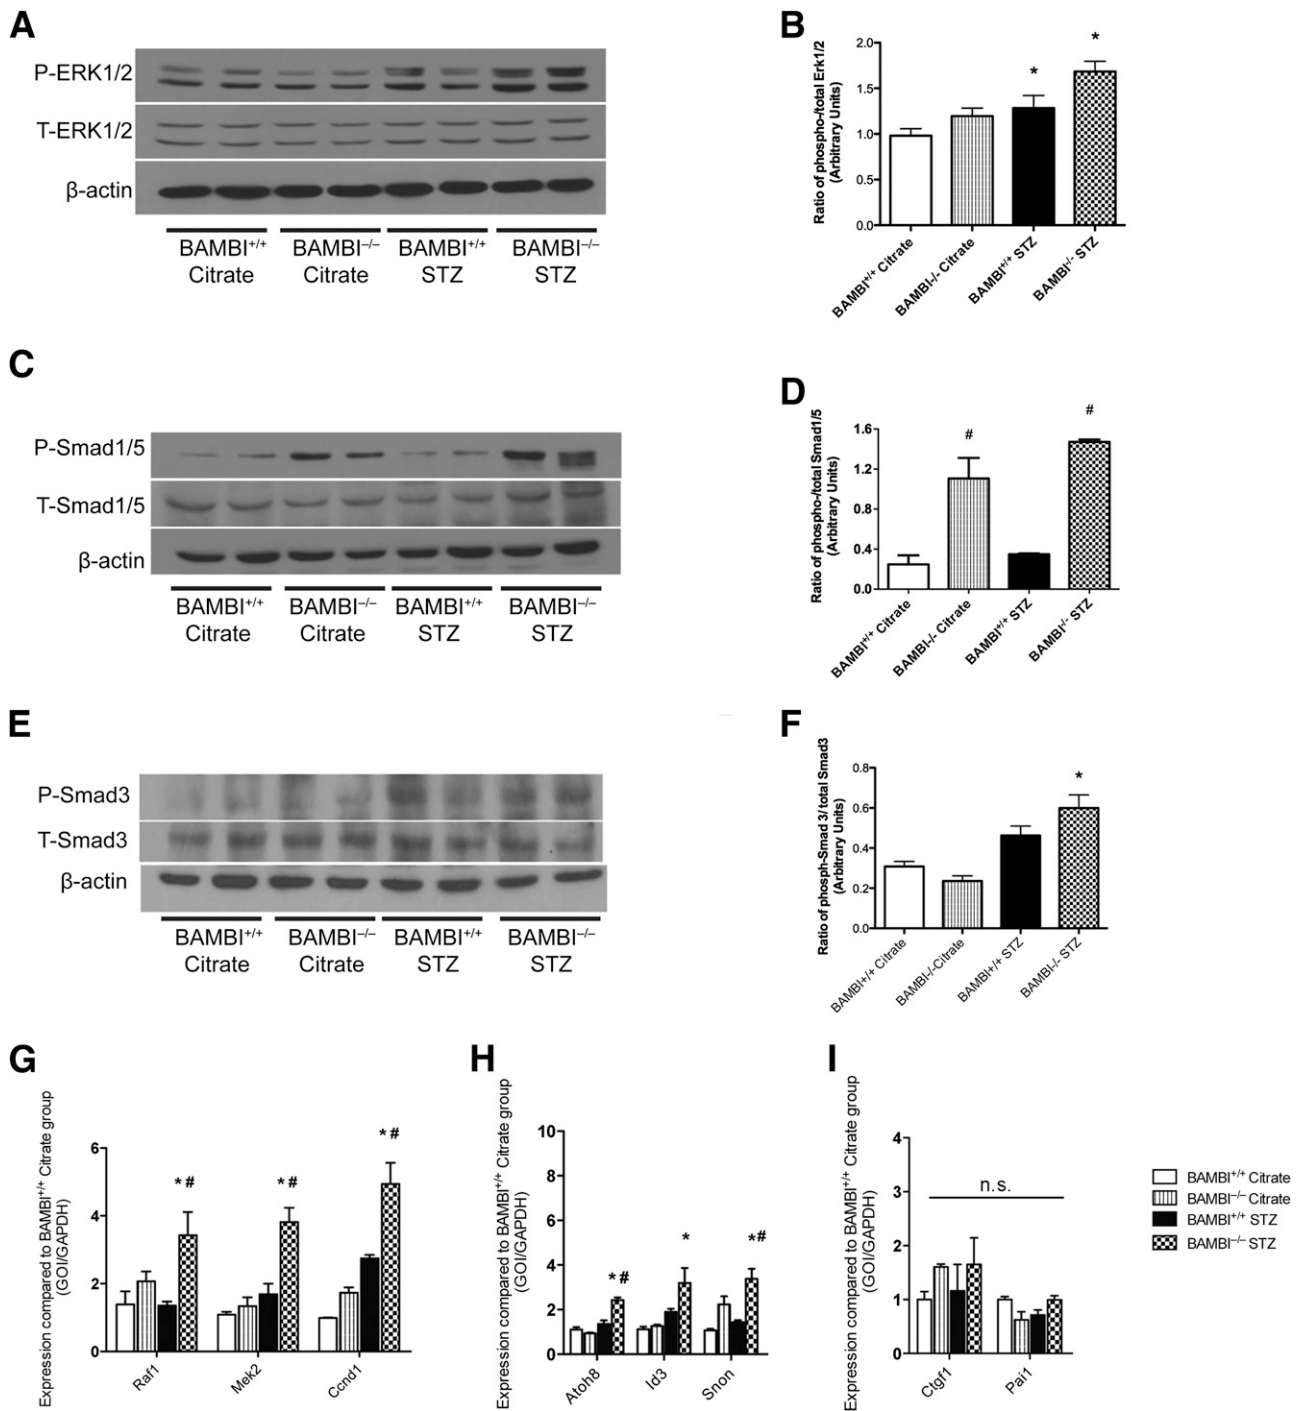 A
P-ERK1/2
T-ERK1/2
β-actin
BAMBI+/+ Citrate
BAMBI–/– Citrate
BAMBI+/+ STZ
BAMBI–/– STZ
B
Ratio of phospho-/total Erk1/2
(Arbitrary Units)
2.0
1.5
1.0
0.5
0.0
*
*
BAMBI+/+ Citrate
BAMBI-/- Citrate
BAMBI+/+ STZ
BAMBI-/- STZ
C
P-Smad1/5
T-Smad1/5
β-actin
BAMBI+/+ Citrate
BAMBI–/– Citrate
BAMBI+/+ STZ
BAMBI–/– STZ
D
Ratio of phospho-/total Smad1/5
(Arbitrary Units)
1.6
1.2
0.8
0.4
0.0
#
#
BAMBI+/+ Citrate
BAMBI-/- Citrate
BAMBI+/+ STZ
BAMBI-/- STZ
E
P-Smad3
T-Smad3
β-actin
BAMBI+/+ Citrate
BAMBI–/– Citrate
BAMBI+/+ STZ
BAMBI–/– STZ
F
Ratio of phosph-Smad 3/ total Smad3
(Arbitrary Units)
0.8
0.6
0.4
0.2
0.0
*
BAMBI+/+ Citrate
BAMBI-/-Citrate
BAMBI+/+ STZ
BAMBI-/- STZ
G
Expression compared to BAMBI+/+ Citrate group
(GOI/GAPDH)
6
4
2
0
* #
* #
* #
Raf1
Mek2
Ccnd1
H
Expression compared to BAMBI+/+ Citrate group
(GOI/GAPDH)
10
8
6
4
2
0
* #
*
*#
Atoh8
Id3
Snon
I
Expression compared to BAMBI+/+ Citrate group
(GOI/GAPDH)
4
3
2
1
0
n.s.
Ctgf1
Pai1
BAMBI+/+ Citrate
BAMBI–/– Citrate
BAMBI+/+ STZ
BAMBI–/– STZ